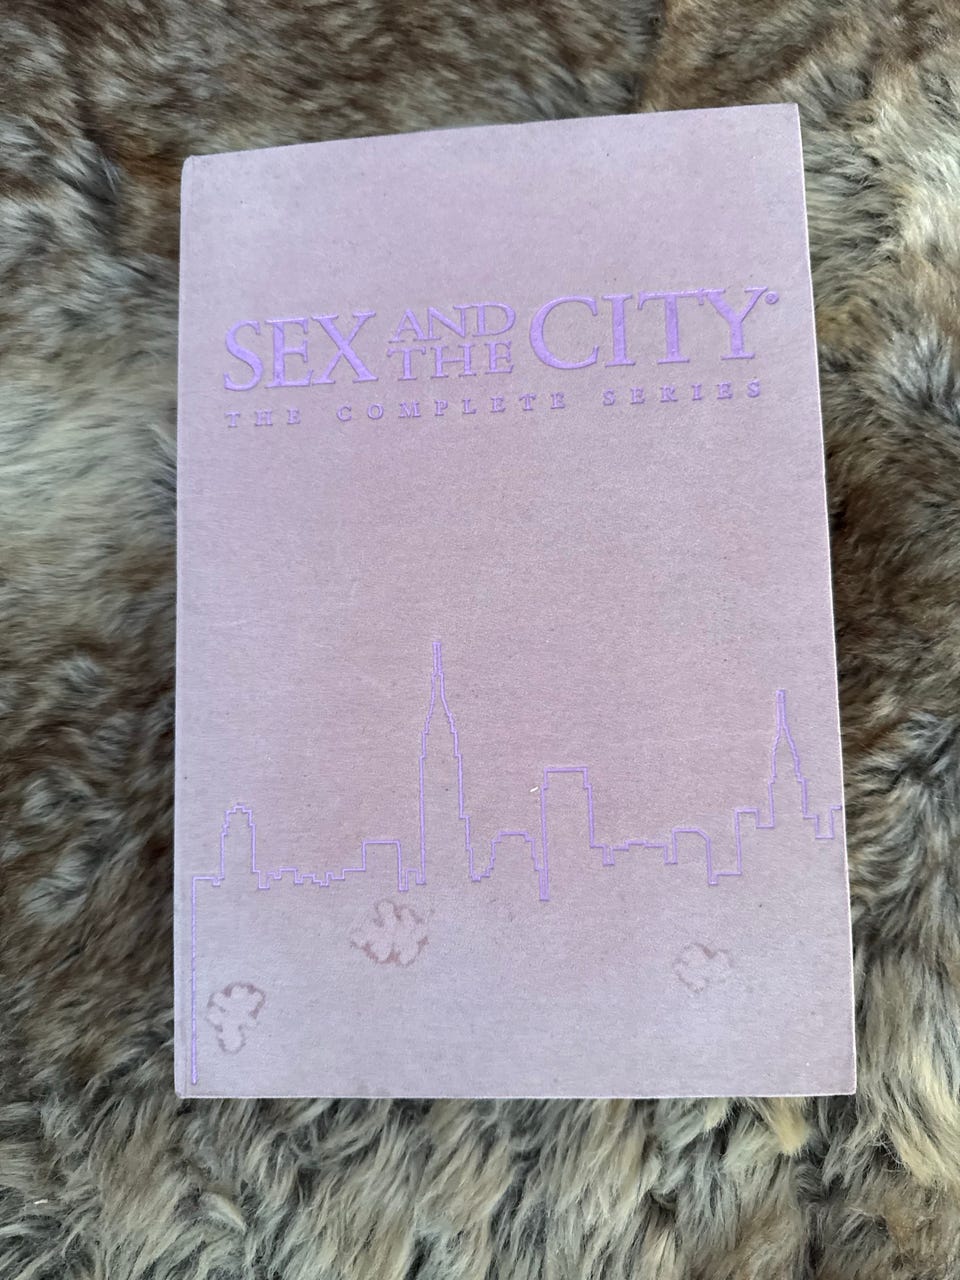 SEX AND THE CITY®
THE COMPLETE SERIES